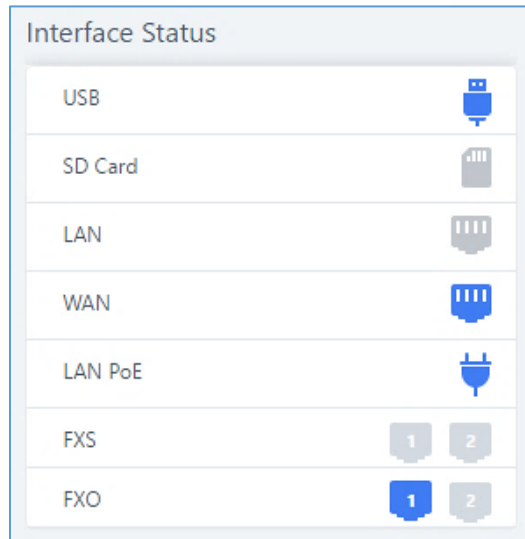 Interface Status
USB
SD Card
LAN
WAN
LAN PoE
FXS 1 2
FXO 1 2